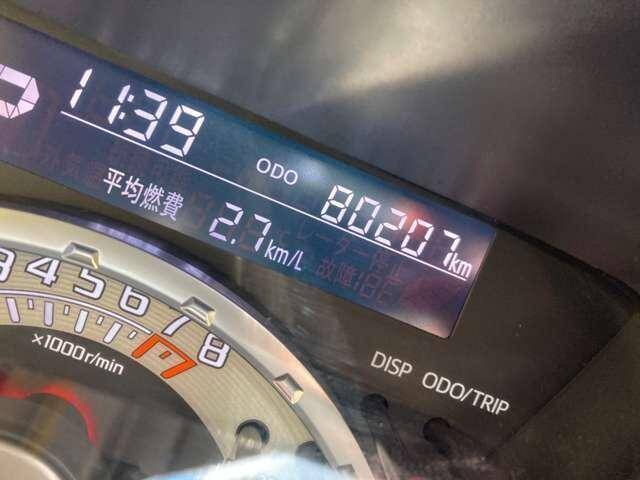 11:39
ODO 80207km
平均燃費 2.7km/L
3 4 5 6 7 8
×1000r/min
DISP ODO/TRIP